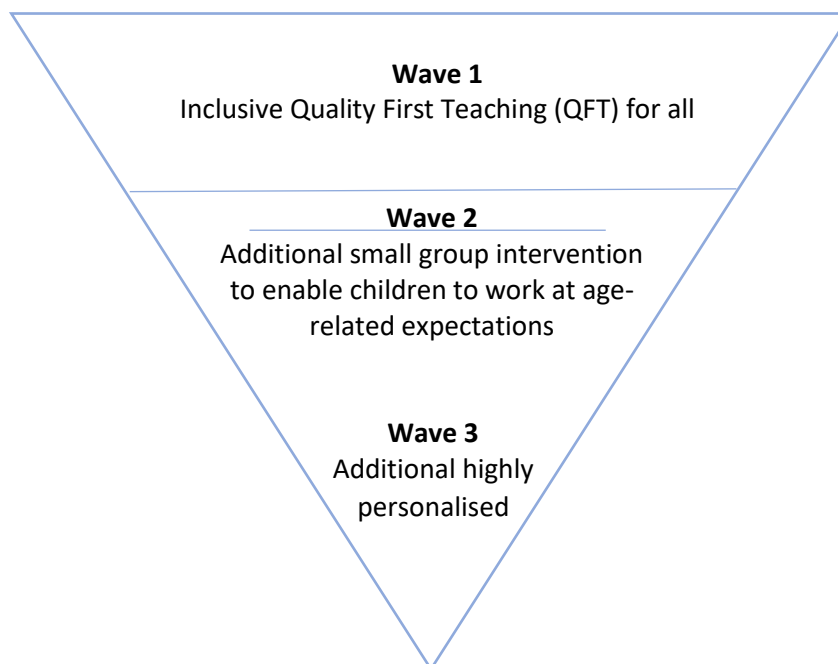 Wave 1
Inclusive Quality First Teaching (QFT) for all
Wave 2
Additional small group intervention
to enable children to work at age-
related expectations
Wave 3
Additional highly
personalised